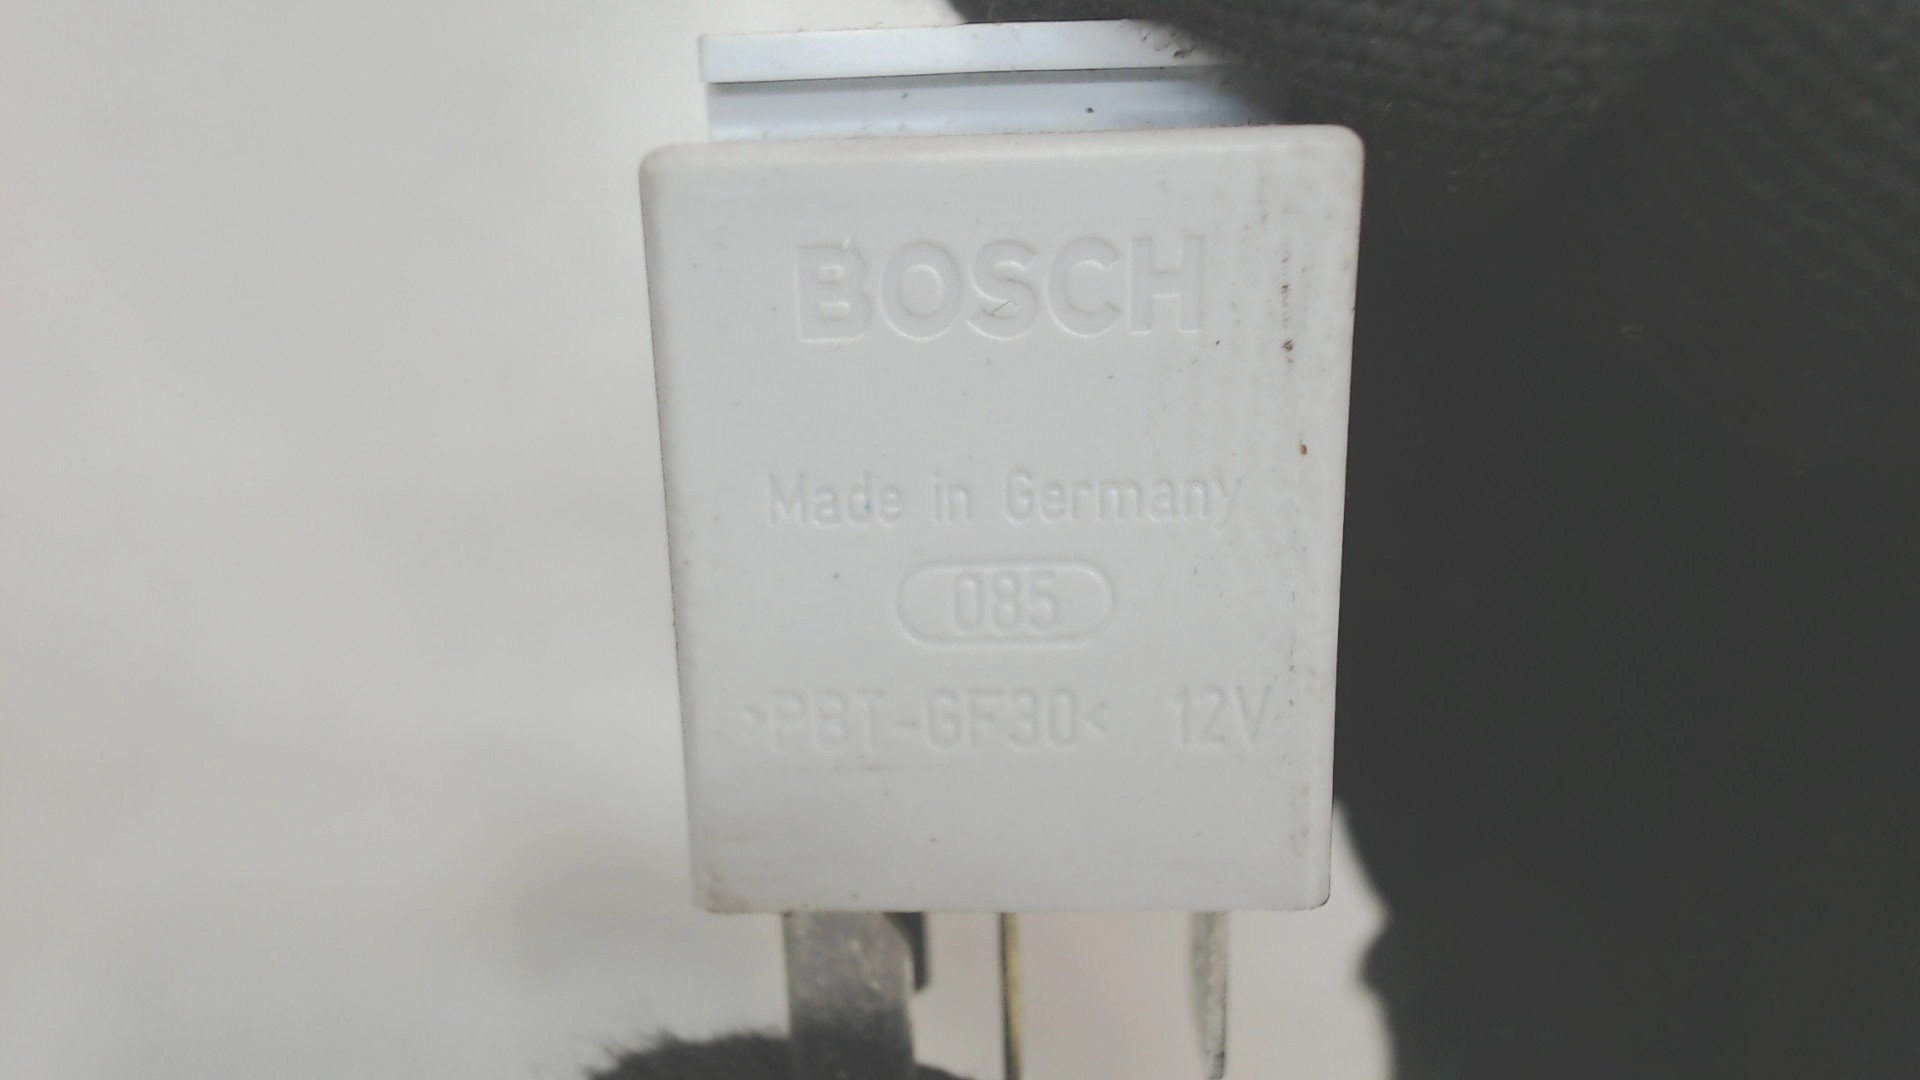 BOSCH
Made in Germany
085
>PBT-GF30< 12V